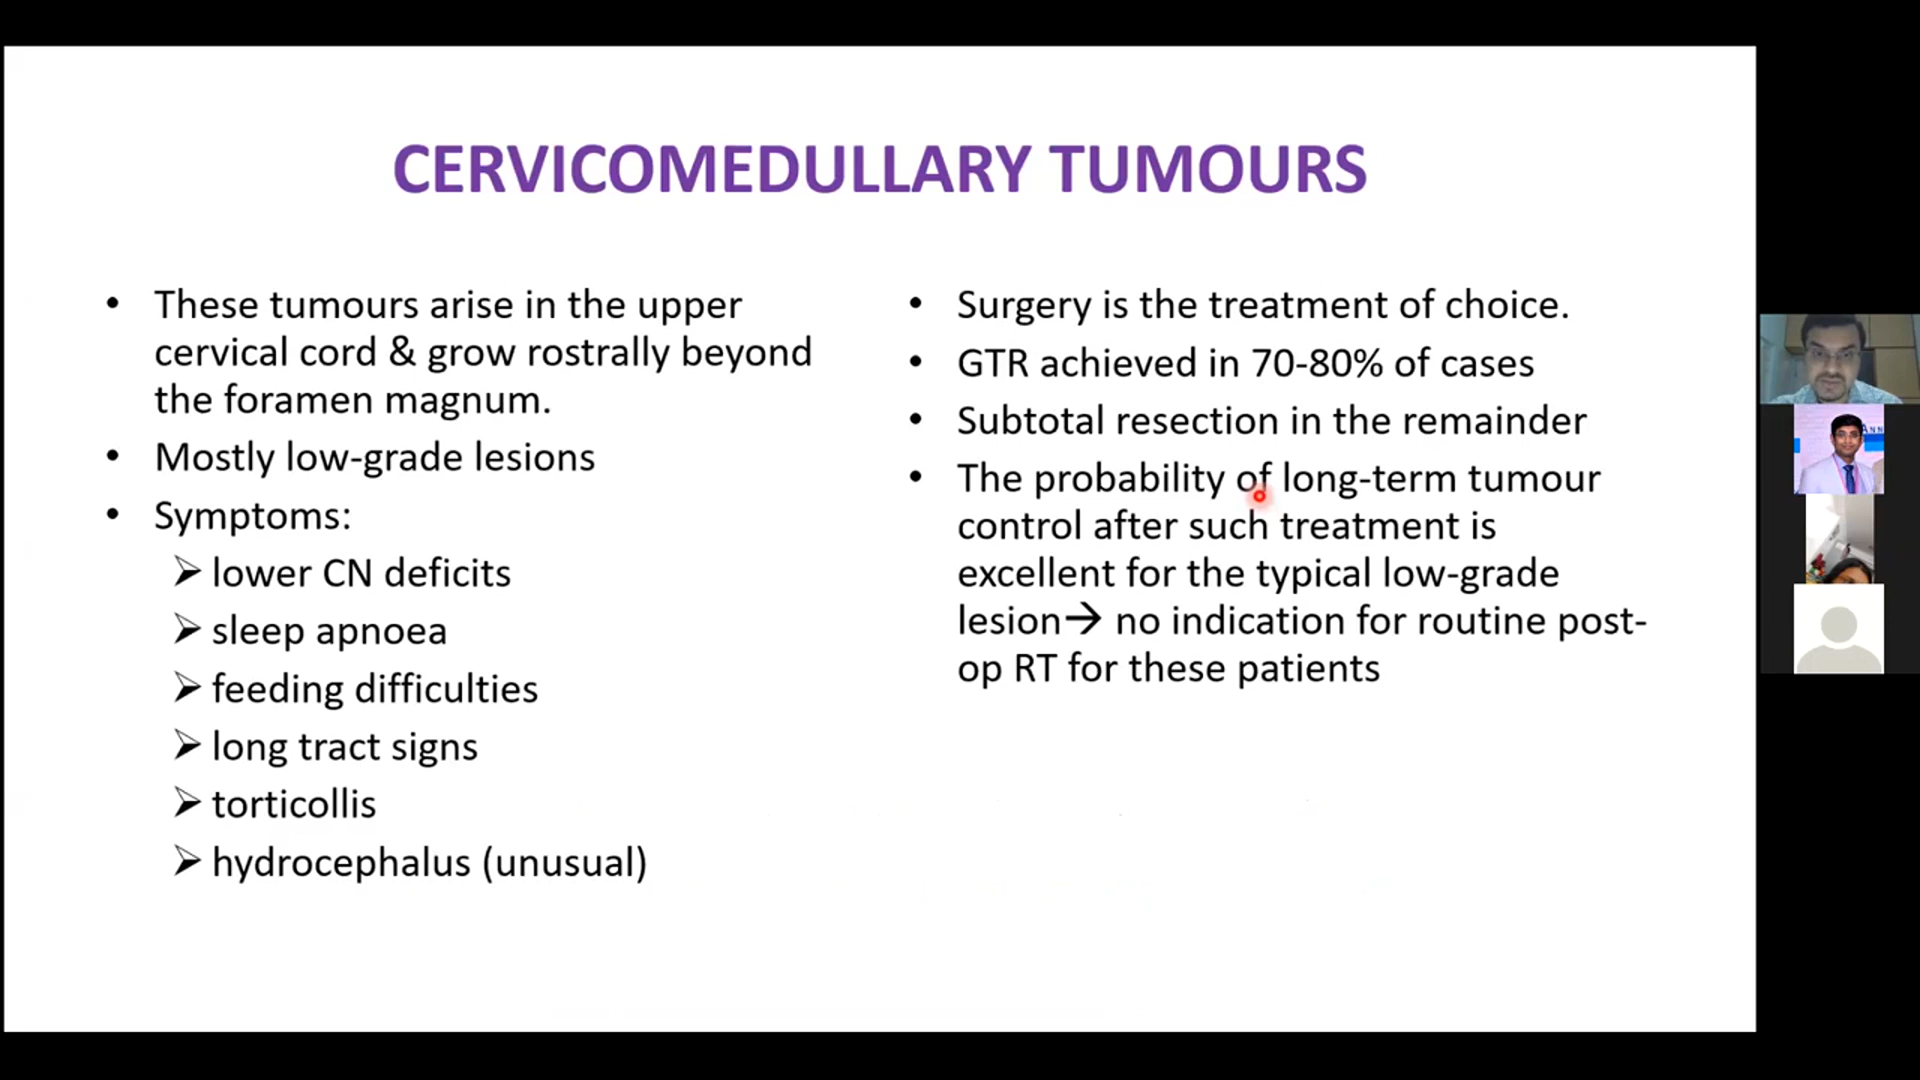 CERVICOMEDULLARY TUMOURS
• These tumours arise in the upper
cervical cord & grow rostrally beyond
the foramen magnum.
• Mostly low-grade lesions
• Symptoms:
➢ lower CN deficits
➢ sleep apnoea
➢ feeding difficulties
➢ long tract signs
➢ torticollis
➢ hydrocephalus (unusual)
• Surgery is the treatment of choice.
• GTR achieved in 70-80% of cases
• Subtotal resection in the remainder
• The probability of long-term tumour
control after such treatment is
excellent for the typical low-grade
lesion→ no indication for routine post-
op RT for these patients